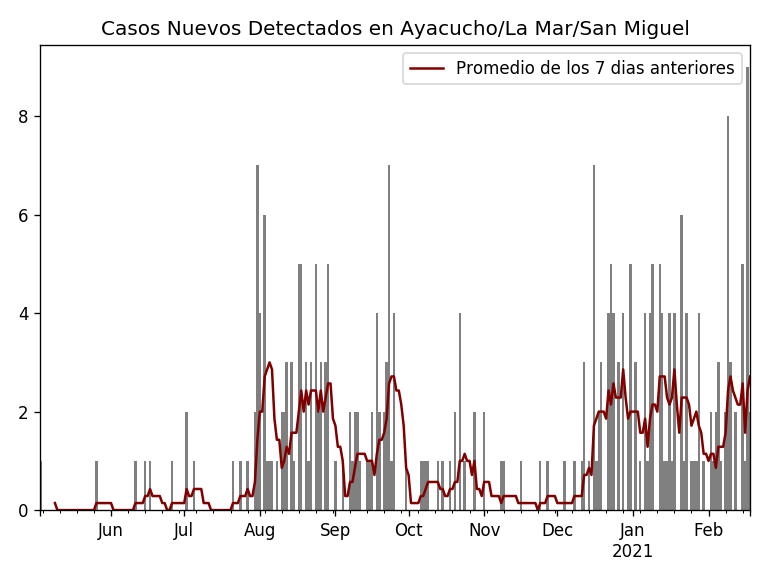 Casos Nuevos Detectados en Ayacucho/La Mar/San Miguel
Promedio de los 7 dias anteriores
8
6
4
2
0
Jun Jul Aug Sep Oct Nov Dec Jan Feb
2021